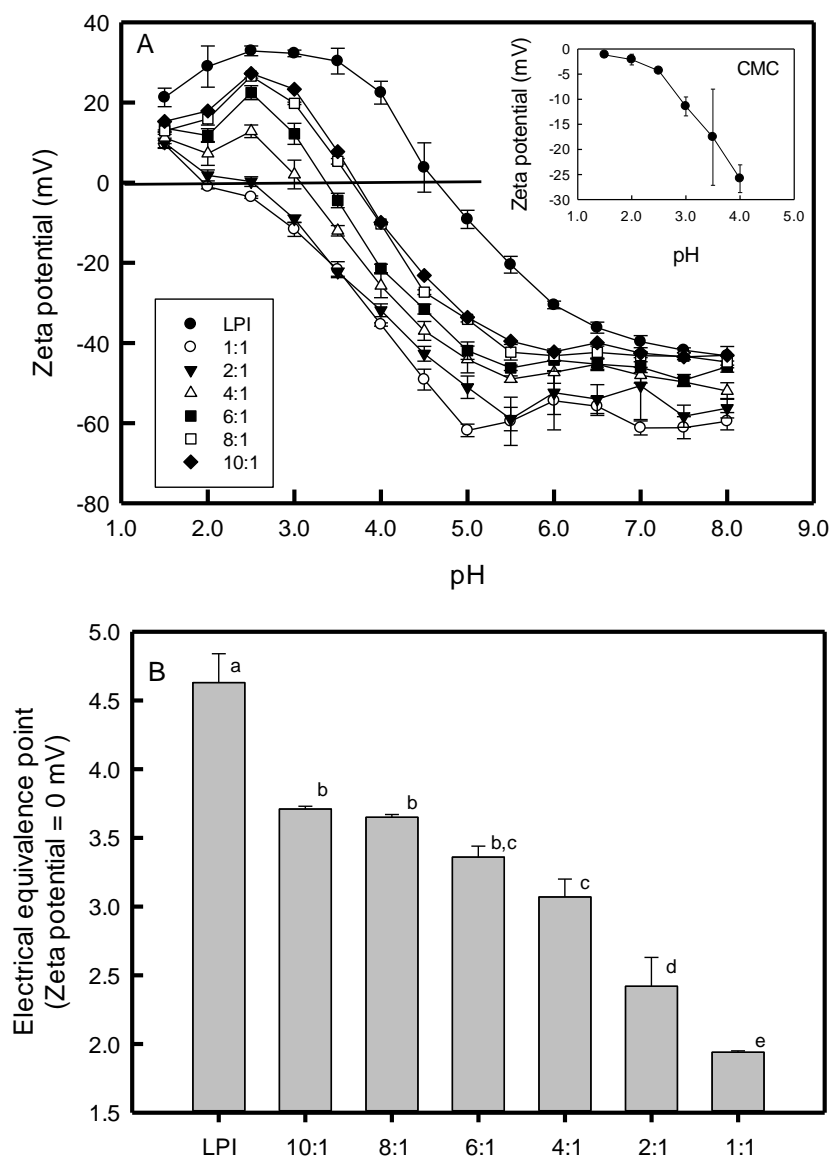 A
Zeta potential (mV)
40
20
0
-20
-40
-60
-80
1.0 2.0 3.0 4.0 5.0 6.0 7.0 8.0 9.0
pH
LPI
1:1
2:1
4:1
6:1
8:1
10:1
CMC
Zeta potential (mV)
0
-5
-10
-15
-20
-25
-30
1.0 2.0 3.0 4.0 5.0
pH
B
Electrical equivalence point
(Zeta potential = 0 mV)
5.0
4.5
4.0
3.5
3.0
2.5
2.0
1.5
a
b
b
b,c
c
d
e
LPI 10:1 8:1 6:1 4:1 2:1 1:1